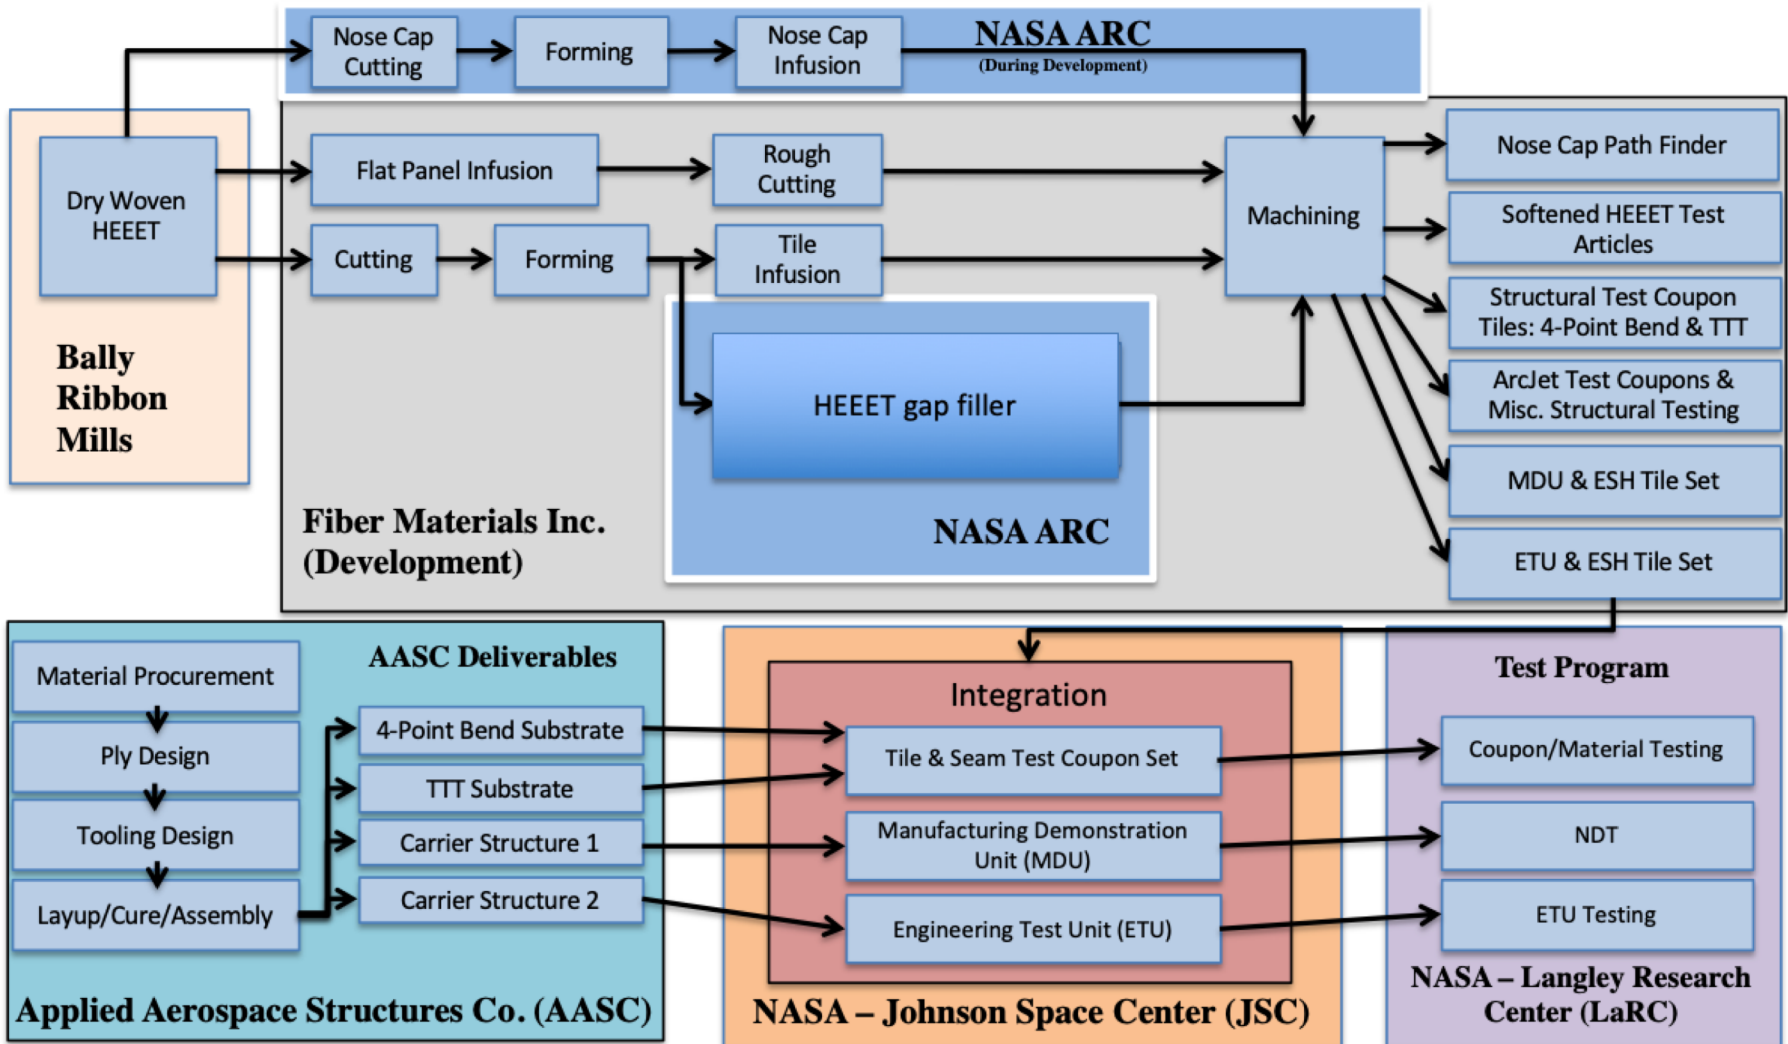 Nose Cap
Cutting
Forming
Nose Cap
Infusion
NASA ARC
(During Development)
Dry Woven
HEEET
Bally
Ribbon
Mills
Flat Panel Infusion
Rough
Cutting
Cutting
Forming
Tile
Infusion
Machining
HEEET gap filler
NASA ARC
Fiber Materials Inc.
(Development)
Nose Cap Path Finder
Softened HEEET Test
Articles
Structural Test Coupon
Tiles: 4-Point Bend & TTT
ArcJet Test Coupons &
Misc. Structural Testing
MDU & ESH Tile Set
ETU & ESH Tile Set
Material Procurement
Ply Design
Tooling Design
Layup/Cure/Assembly
AASC Deliverables
4-Point Bend Substrate
TTT Substrate
Carrier Structure 1
Carrier Structure 2
Applied Aerospace Structures Co. (AASC)
Integration
Tile & Seam Test Coupon Set
Manufacturing Demonstration
Unit (MDU)
Engineering Test Unit (ETU)
NASA – Johnson Space Center (JSC)
Test Program
Coupon/Material Testing
NDT
ETU Testing
NASA – Langley Research
Center (LaRC)